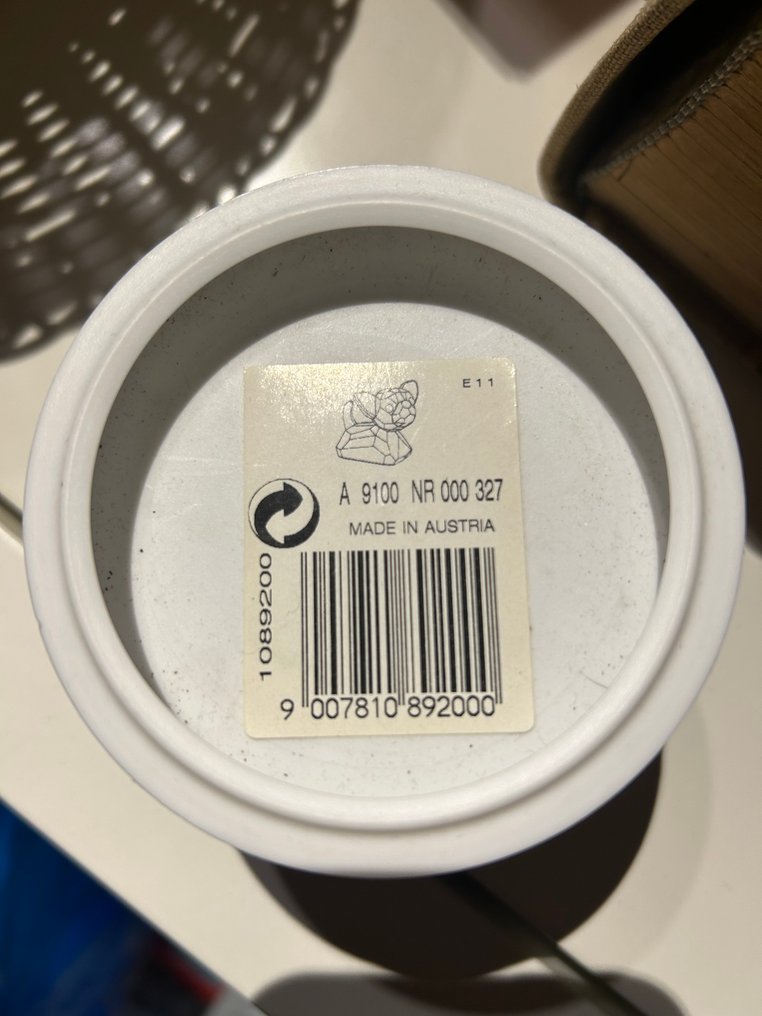 E11
A 9100 NR 000 327
MADE IN AUSTRIA
1089200
9 007810 892000